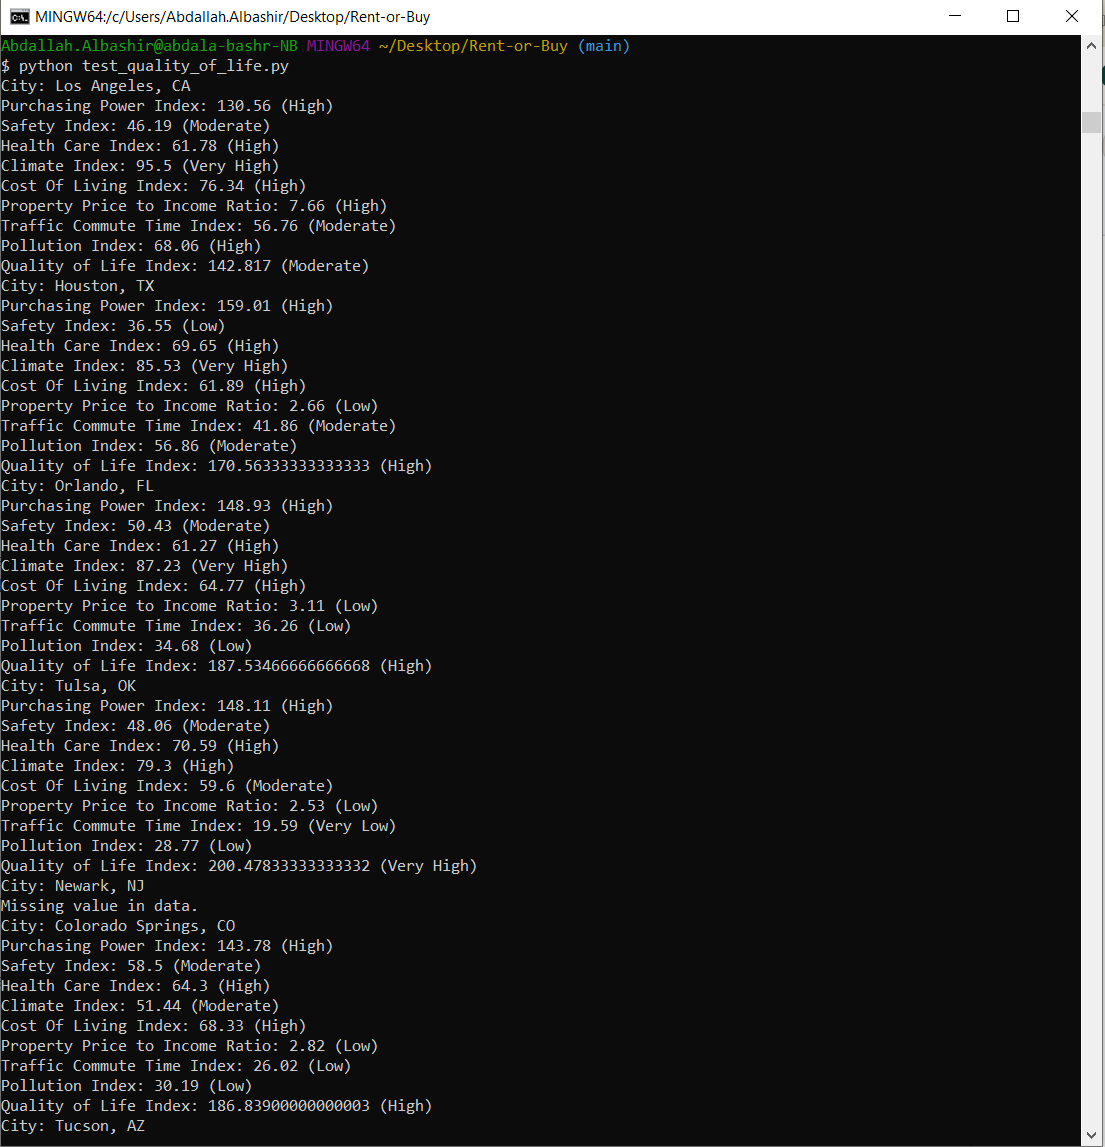 MINGW64:/c/Users/Abdallah.Albashir/Desktop/Rent-or-Buy
Abdallah.Albashir@abdala-bashr-NB MINGW64 ~/Desktop/Rent-or-Buy (main)
$ python test_quality_of_life.py
City: Los Angeles, CA
Purchasing Power Index: 130.56 (High)
Safety Index: 46.19 (Moderate)
Health Care Index: 61.78 (High)
Climate Index: 95.5 (Very High)
Cost Of Living Index: 76.34 (High)
Property Price to Income Ratio: 7.66 (High)
Traffic Commute Time Index: 56.76 (Moderate)
Pollution Index: 68.06 (High)
Quality of Life Index: 142.817 (Moderate)
City: Houston, TX
Purchasing Power Index: 159.01 (High)
Safety Index: 36.55 (Low)
Health Care Index: 69.65 (High)
Climate Index: 85.53 (Very High)
Cost Of Living Index: 61.89 (High)
Property Price to Income Ratio: 2.66 (Low)
Traffic Commute Time Index: 41.86 (Moderate)
Pollution Index: 56.86 (Moderate)
Quality of Life Index: 170.56333333333333 (High)
City: Orlando, FL
Purchasing Power Index: 148.93 (High)
Safety Index: 50.43 (Moderate)
Health Care Index: 61.27 (High)
Climate Index: 87.23 (Very High)
Cost Of Living Index: 64.77 (High)
Property Price to Income Ratio: 3.11 (Low)
Traffic Commute Time Index: 36.26 (Low)
Pollution Index: 34.68 (Low)
Quality of Life Index: 187.53466666666668 (High)
City: Tulsa, OK
Purchasing Power Index: 148.11 (High)
Safety Index: 48.06 (Moderate)
Health Care Index: 70.59 (High)
Climate Index: 79.3 (High)
Cost Of Living Index: 59.6 (Moderate)
Property Price to Income Ratio: 2.53 (Low)
Traffic Commute Time Index: 19.59 (Very Low)
Pollution Index: 28.77 (Low)
Quality of Life Index: 200.47833333333332 (Very High)
City: Newark, NJ
Missing value in data.
City: Colorado Springs, CO
Purchasing Power Index: 143.78 (High)
Safety Index: 58.5 (Moderate)
Health Care Index: 64.3 (High)
Climate Index: 51.44 (Moderate)
Cost Of Living Index: 68.33 (High)
Property Price to Income Ratio: 2.82 (Low)
Traffic Commute Time Index: 26.02 (Low)
Pollution Index: 30.19 (Low)
Quality of Life Index: 186.83900000000003 (High)
City: Tucson, AZ